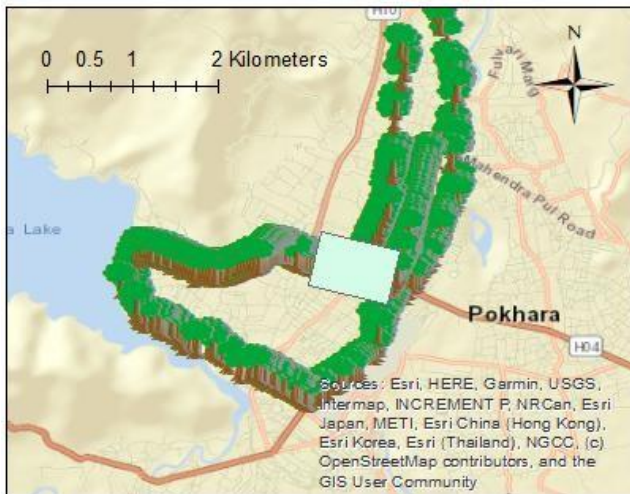 H10
N
0 0.5 1 2 Kilometers
Fulvari Marg
Mahendra Pul Road
a Lake
Pokhara
H04
Sources: Esri, HERE, Garmin, USGS,
Intermap, INCREMENT P, NRCan, Esri
Japan, METI, Esri China (Hong Kong),
Esri Korea, Esri (Thailand), NGCC, (c)
OpenStreetMap contributors, and the
GIS User Community